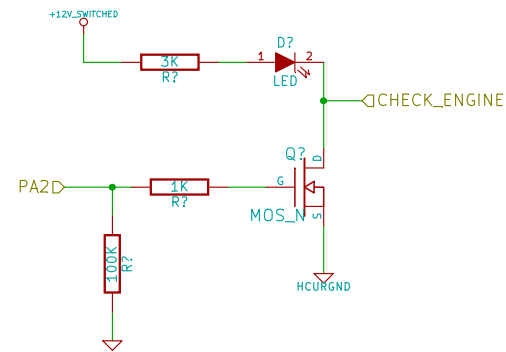 +12V_SWITCHED
3K
R?
1
D?
2
LED
CHECK_ENGINE
Q?
D
G
S
MOS_N
PA2
1K
R?
100K
R?
HCURGND